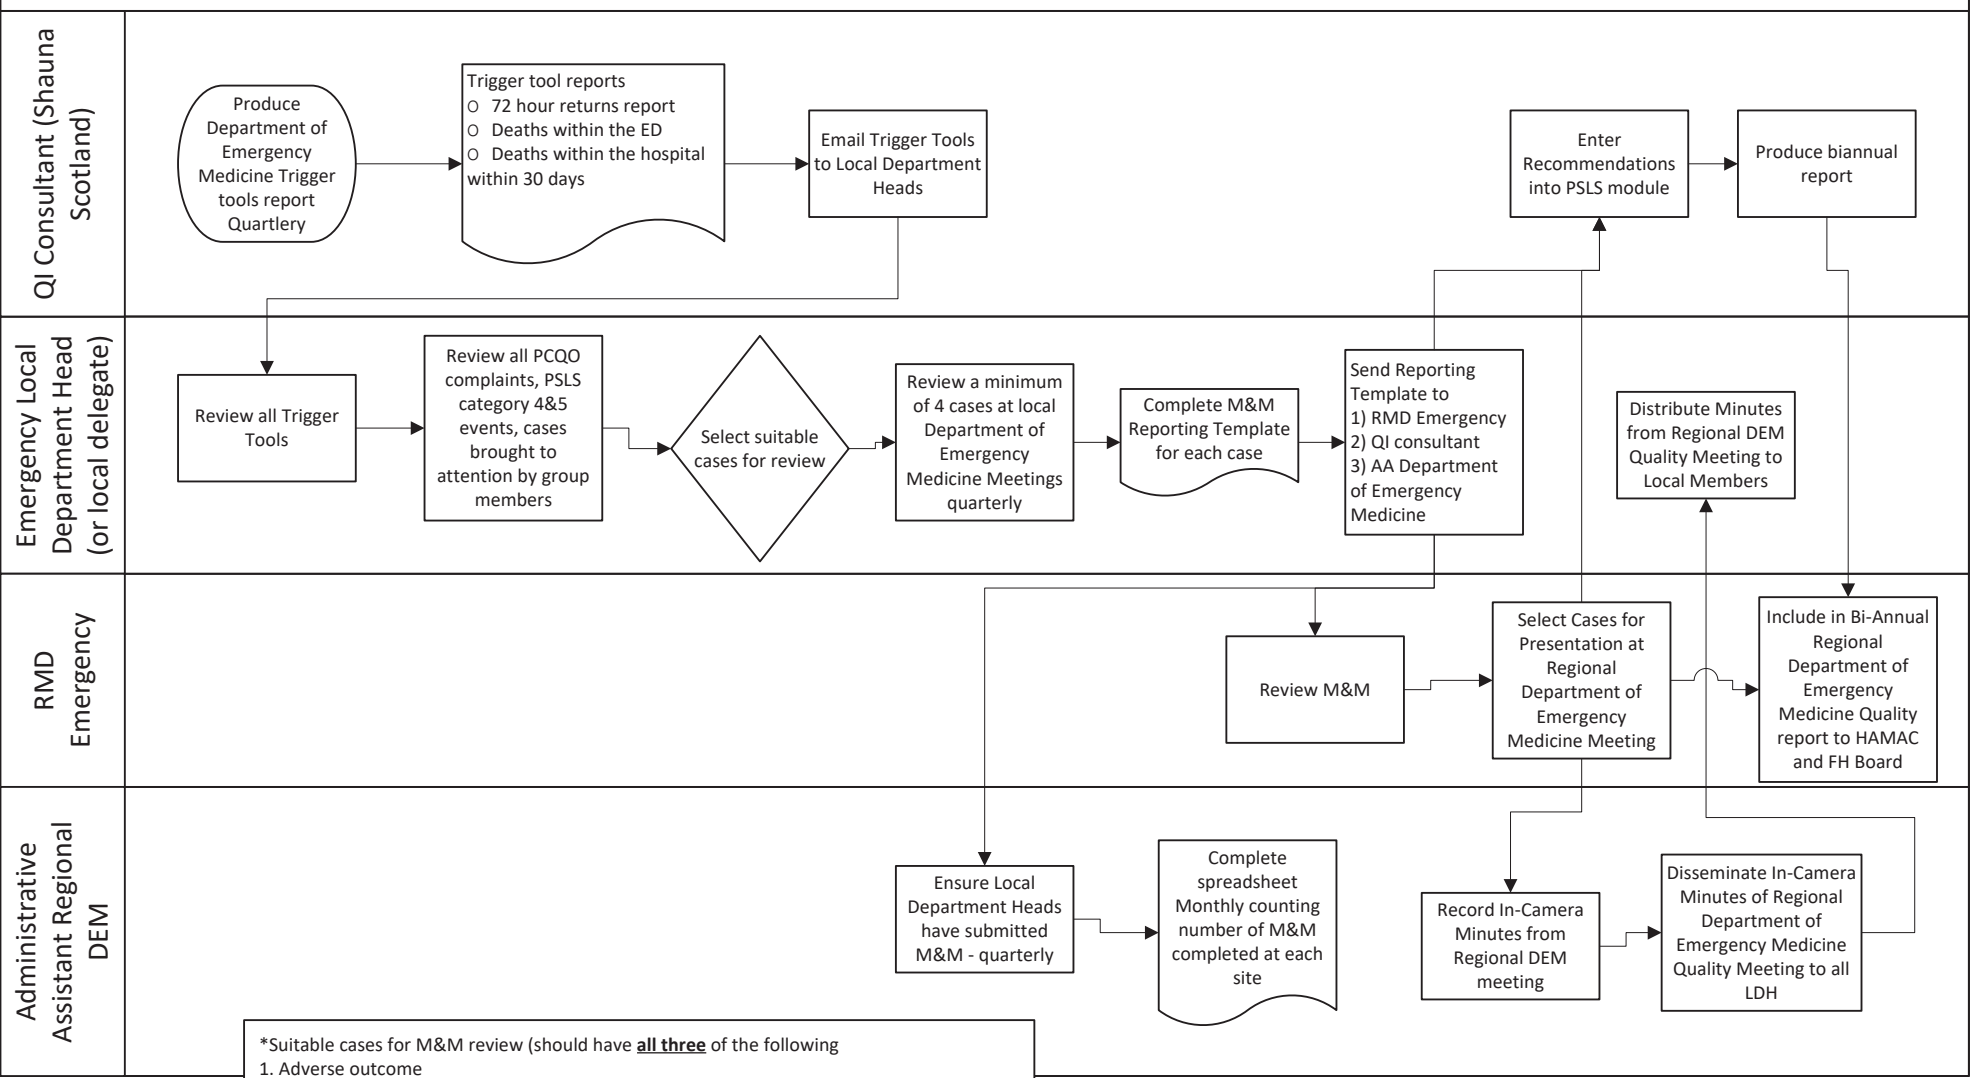 QI Consultant (Shauna
Scotland)
Produce
Department of
Emergency
Medicine Trigger
tools report
Quartlery
Trigger tool reports
O 72 hour returns report
O Deaths within the ED
O Deaths within the hospital
within 30 days
Email Trigger Tools
to Local Department
Heads
Enter
Recommendations
into PSLS module
Produce biannual
report
Emergency Local
Department Head
(or local delegate)
Review all Trigger
Tools
Review all PCQO
complaints, PSLS
category 4&5
events, cases
brought to
attention by group
members
Select suitable
cases for review
Review a minimum
of 4 cases at local
Department of
Emergency
Medicine Meetings
quarterly
Complete M&M
Reporting Template
for each case
Send Reporting
Template to
1) RMD Emergency
2) QI consultant
3) AA Department
of Emergency
Medicine
Distribute Minutes
from Regional DEM
Quality Meeting to
Local Members
RMD
Emergency
Review M&M
Select Cases for
Presentation at
Regional
Department of
Emergency
Medicine Meeting
Include in Bi-Annual
Regional
Department of
Emergency
Medicine Quality
report to HAMAC
and FH Board
Administrative
Assistant Regional
DEM
Ensure Local
Department Heads
have submitted
M&M - quarterly
Complete
spreadsheet
Monthly counting
number of M&M
completed at each
site
Record In-Camera
Minutes from
Regional DEM
meeting
Disseminate In-Camera
Minutes of Regional
Department of
Emergency Medicine
Quality Meeting to all
LDH
*Suitable cases for M&M review (should have all three of the following
1. Adverse outcome